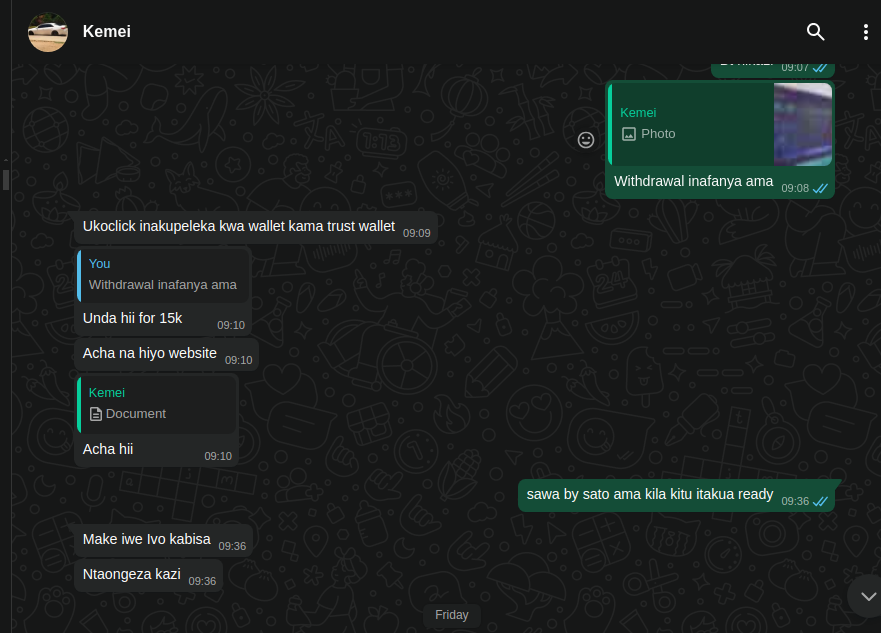 Kemei
09:07
Kemei
Photo
Withdrawal inafanya ama 09:08
Ukoclick inakupeleka kwa wallet kama trust wallet 09:09
You
Withdrawal inafanya ama
Unda hii for 15k 09:10
Acha na hiyo website 09:10
Kemei
Document
Acha hii 09:10
sawa by sato ama kila kitu itakua ready 09:36
Make iwe Ivo kabisa 09:36
Ntaongeza kazi 09:36
Friday